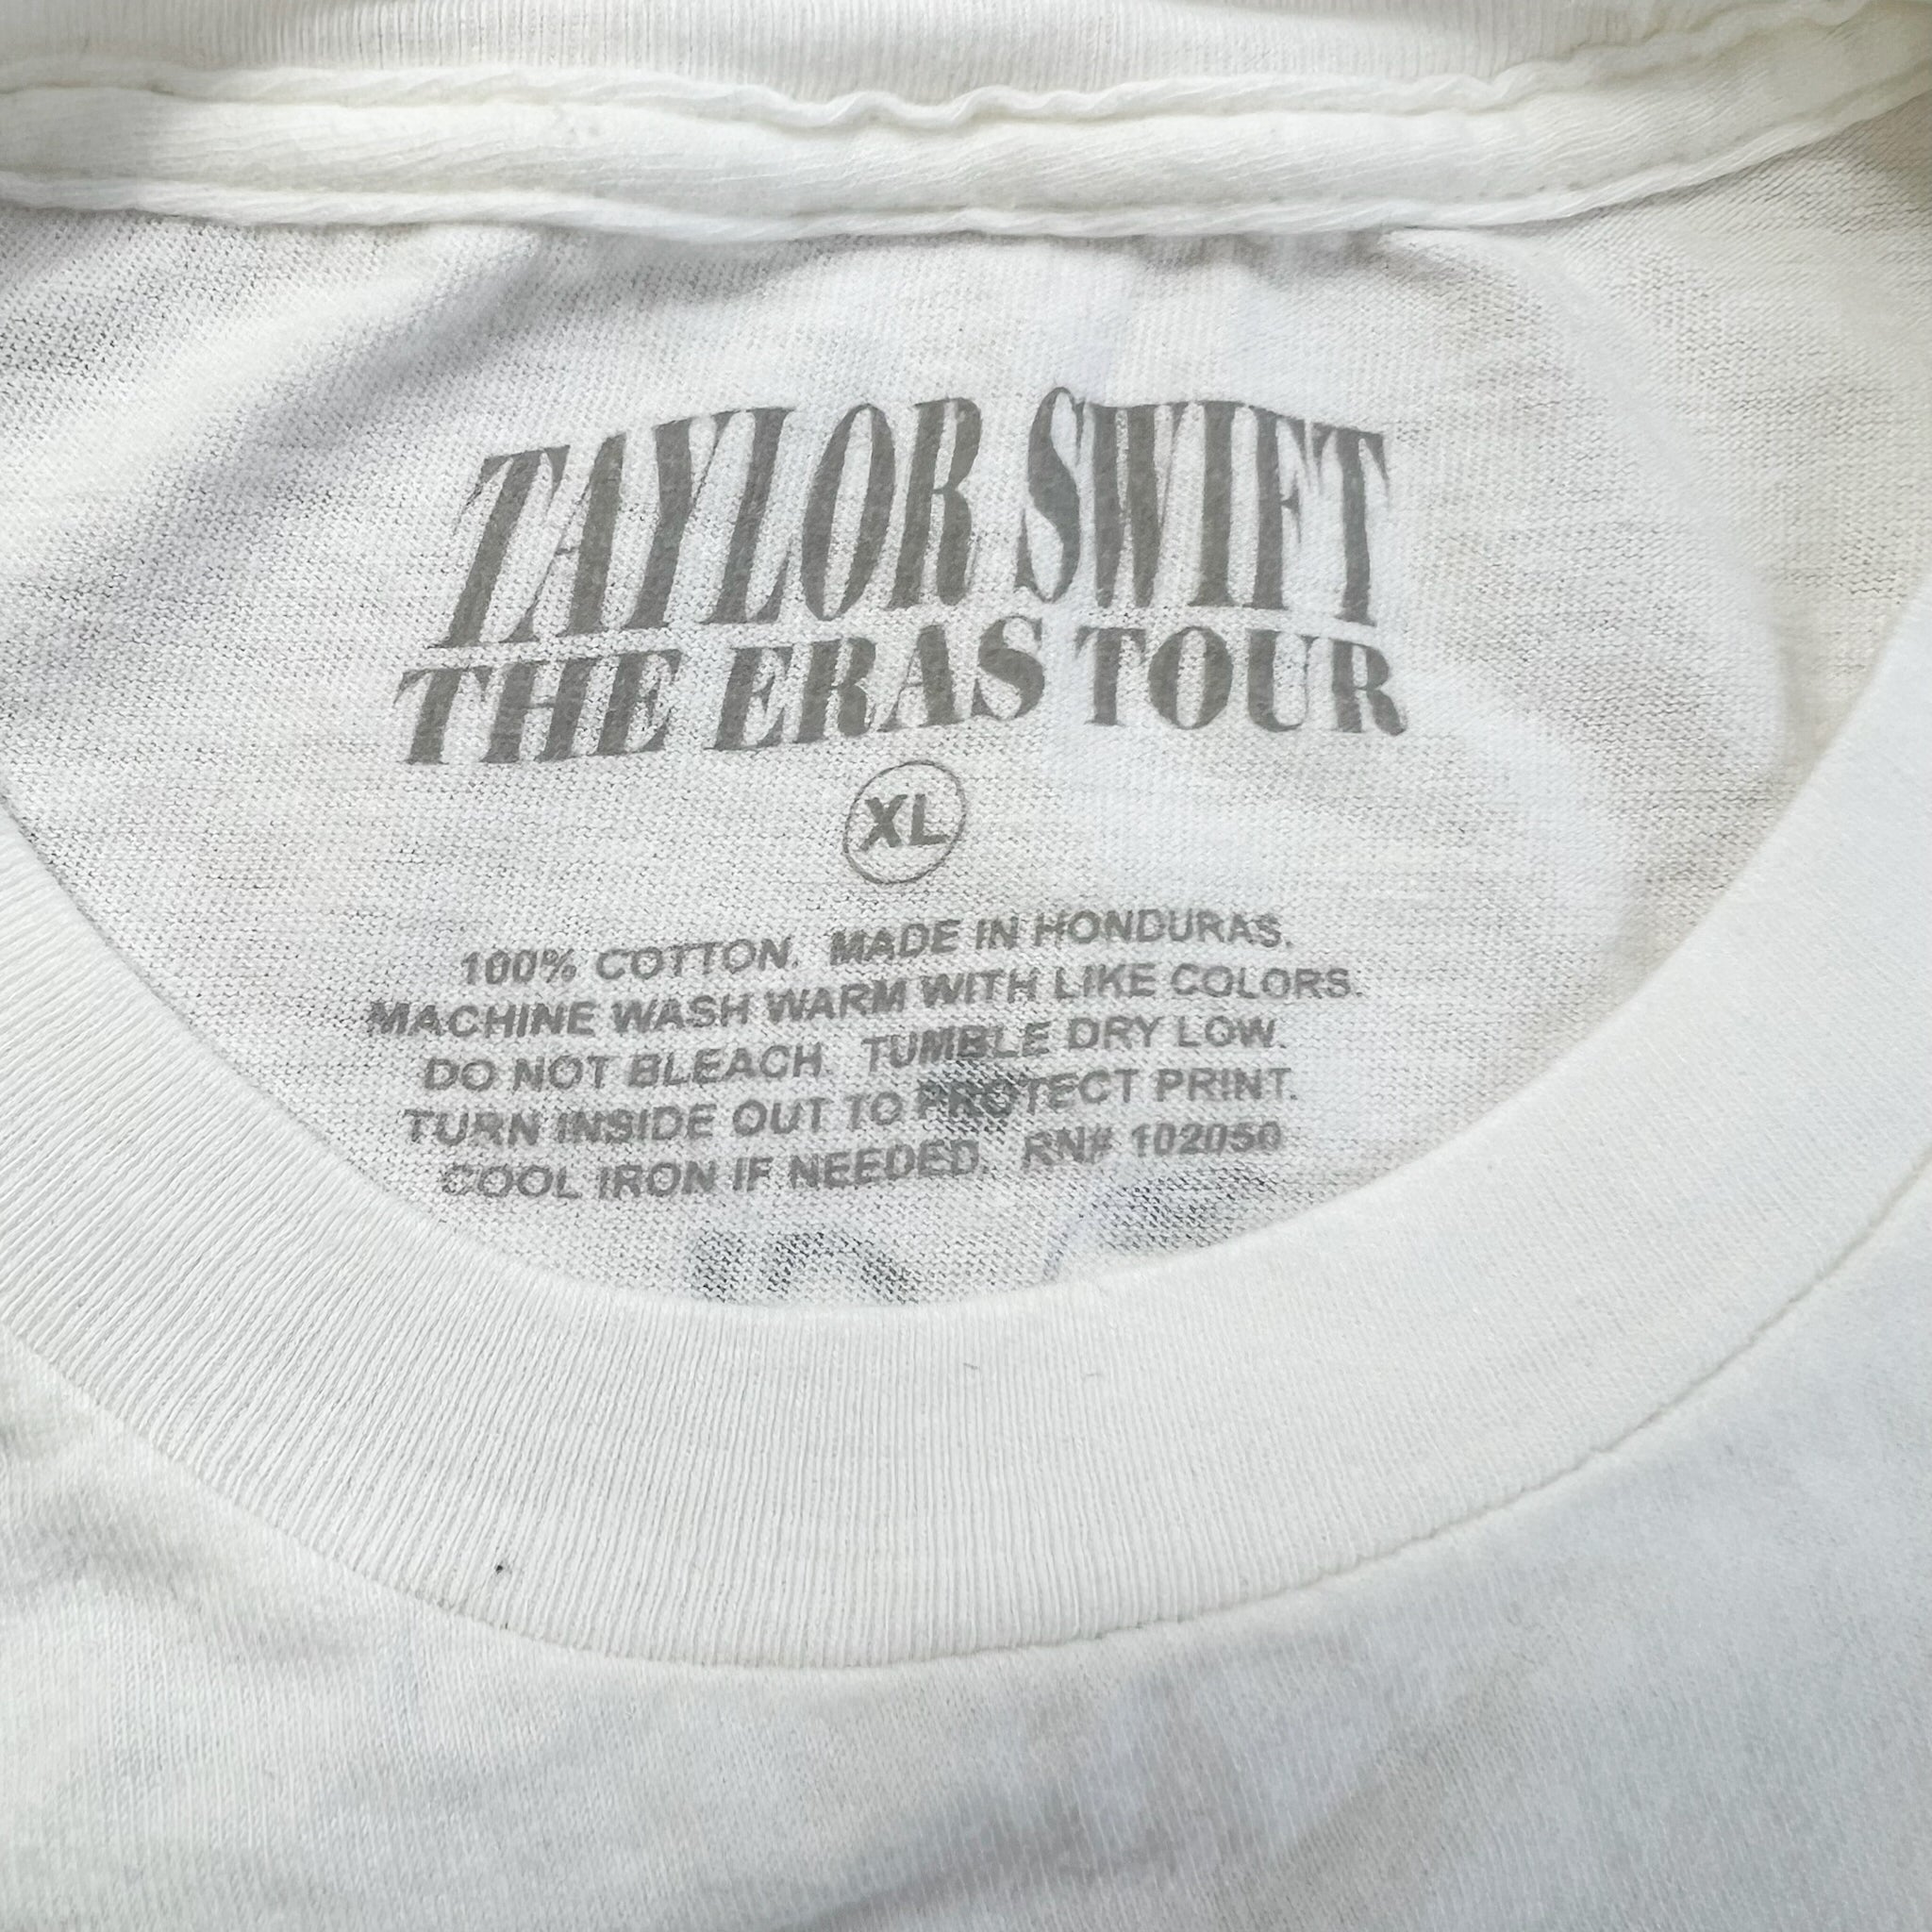 TAYLOR SWIFT
THE ERAS TOUR
XL
100% COTTON. MADE IN HONDURAS.
MACHINE WASH WARM WITH LIKE COLORS.
DO NOT BLEACH. TUMBLE DRY LOW.
TURN INSIDE OUT TO PROTECT PRINT.
COOL IRON IF NEEDED. RN# 102050